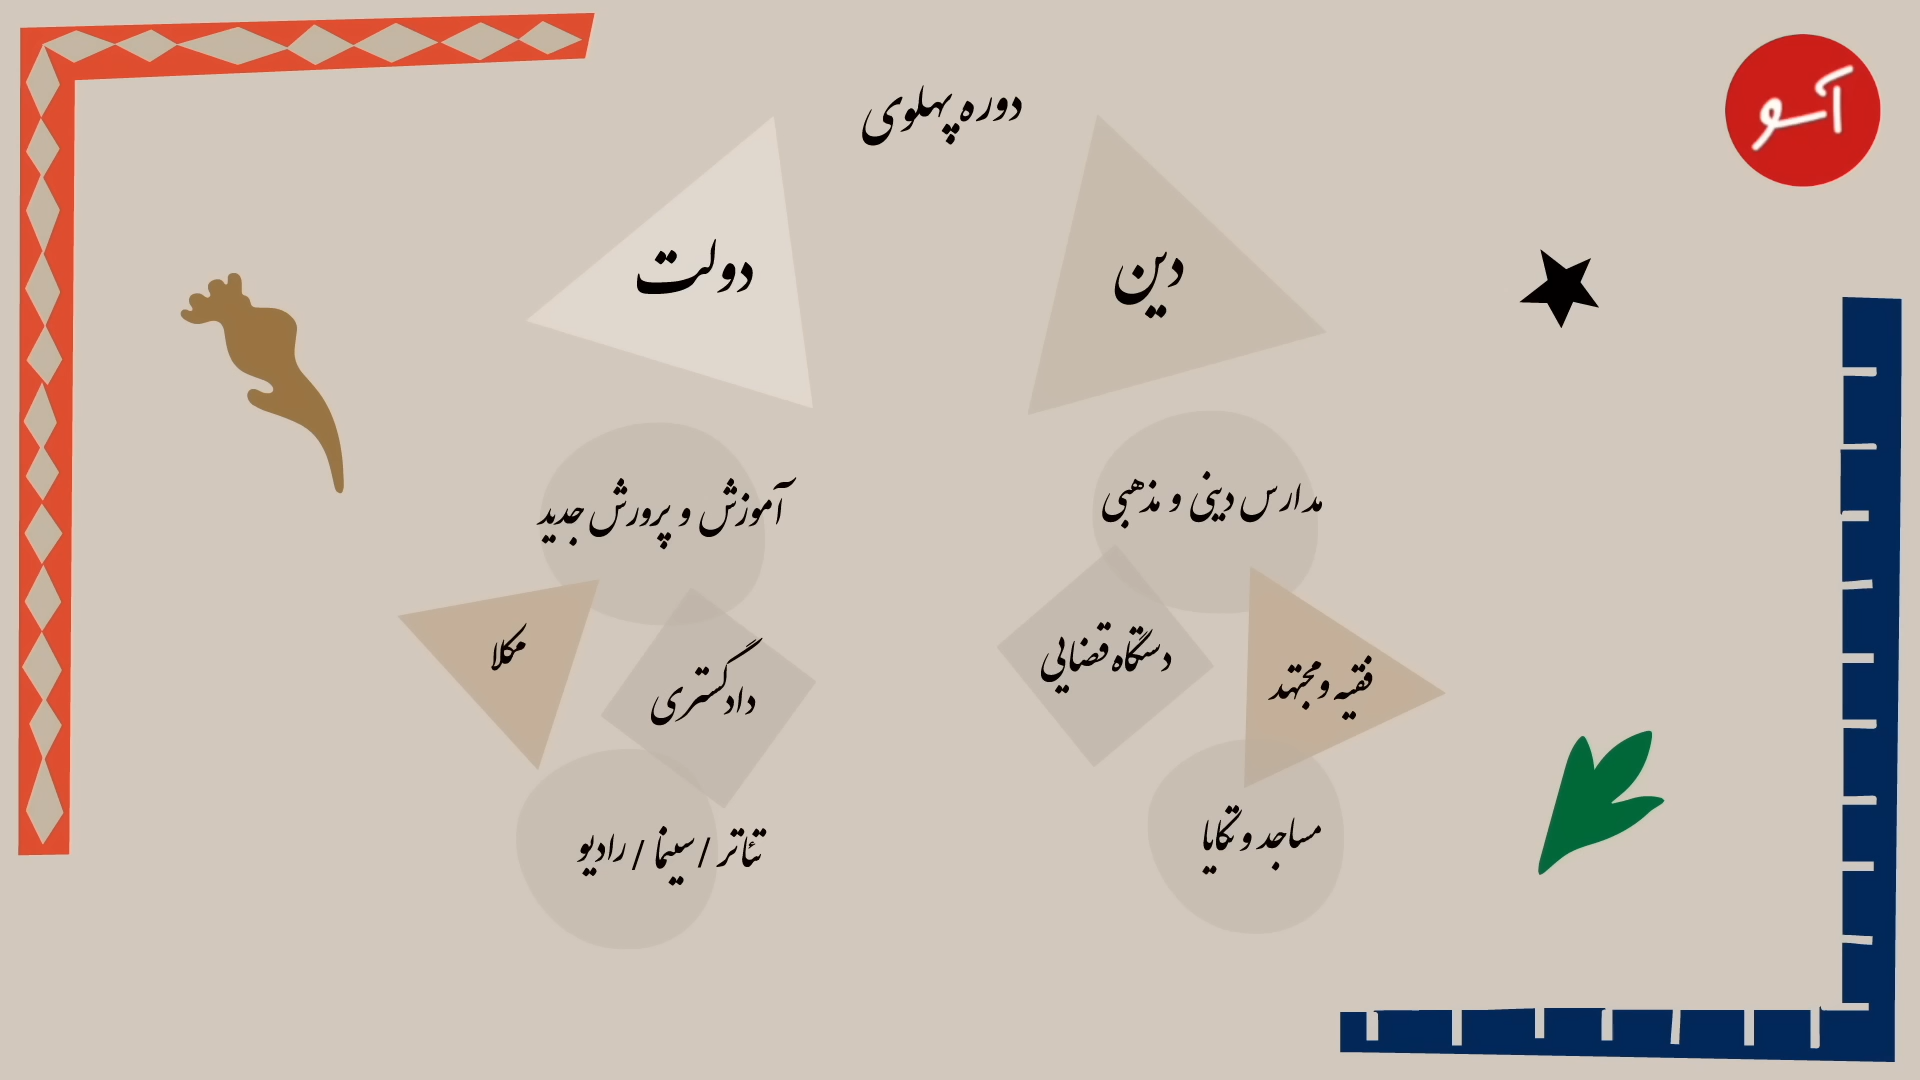 آسو
دوره پهلوی
دین
دولت
مدارس دینی و مذهبی
آموزش و پرورش جدید
دستگاه قضایی
فقیه و مجتهد
مکلا
دادگستری
مساجد و تکایا
تئاتر / سینما / رادیو